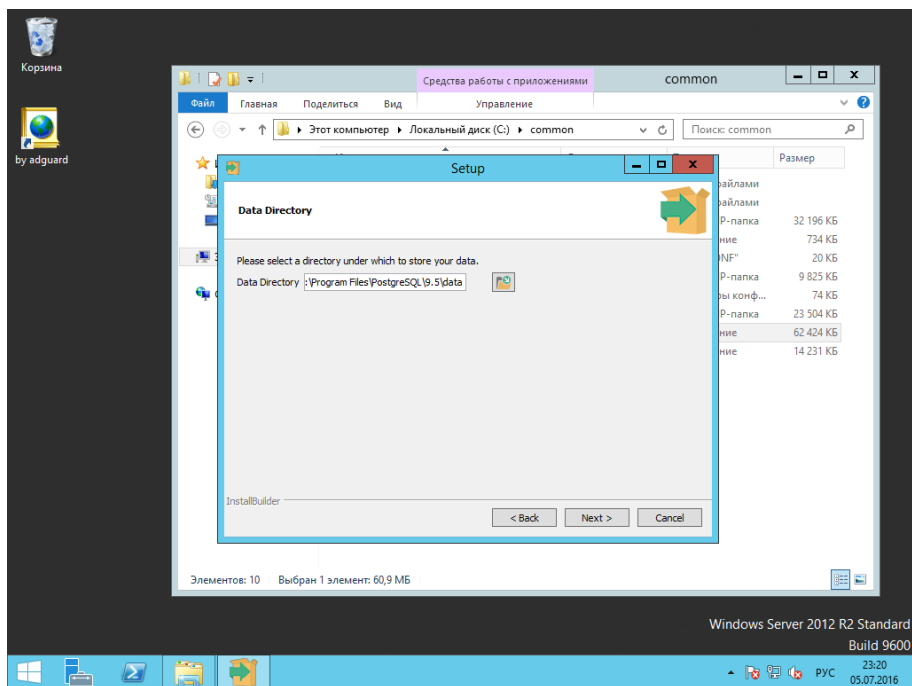 Корзина
by adguard
Средства работы с приложениями
common
Файл Главная Поделиться Вид Управление
Этот компьютер Локальный диск (C:) common
Поиск: common
Размер
Setup
Data Directory
Please select a directory under which to store your data.
Data Directory :\Program Files\PostgreSQL\9.5\data
InstallBuilder
< Back Next > Cancel
файлами
файлами
P-папка 32 196 КБ
ние 734 КБ
20 КБ
P-папка 9 825 КБ
ры конф... 74 КБ
P-папка 23 504 КБ
ние 62 424 КБ
ние 14 231 КБ
Элементов: 10 Выбран 1 элемент: 60,9 МБ
Windows Server 2012 R2 Standard
Build 9600
РУС
23:20
05.07.2016